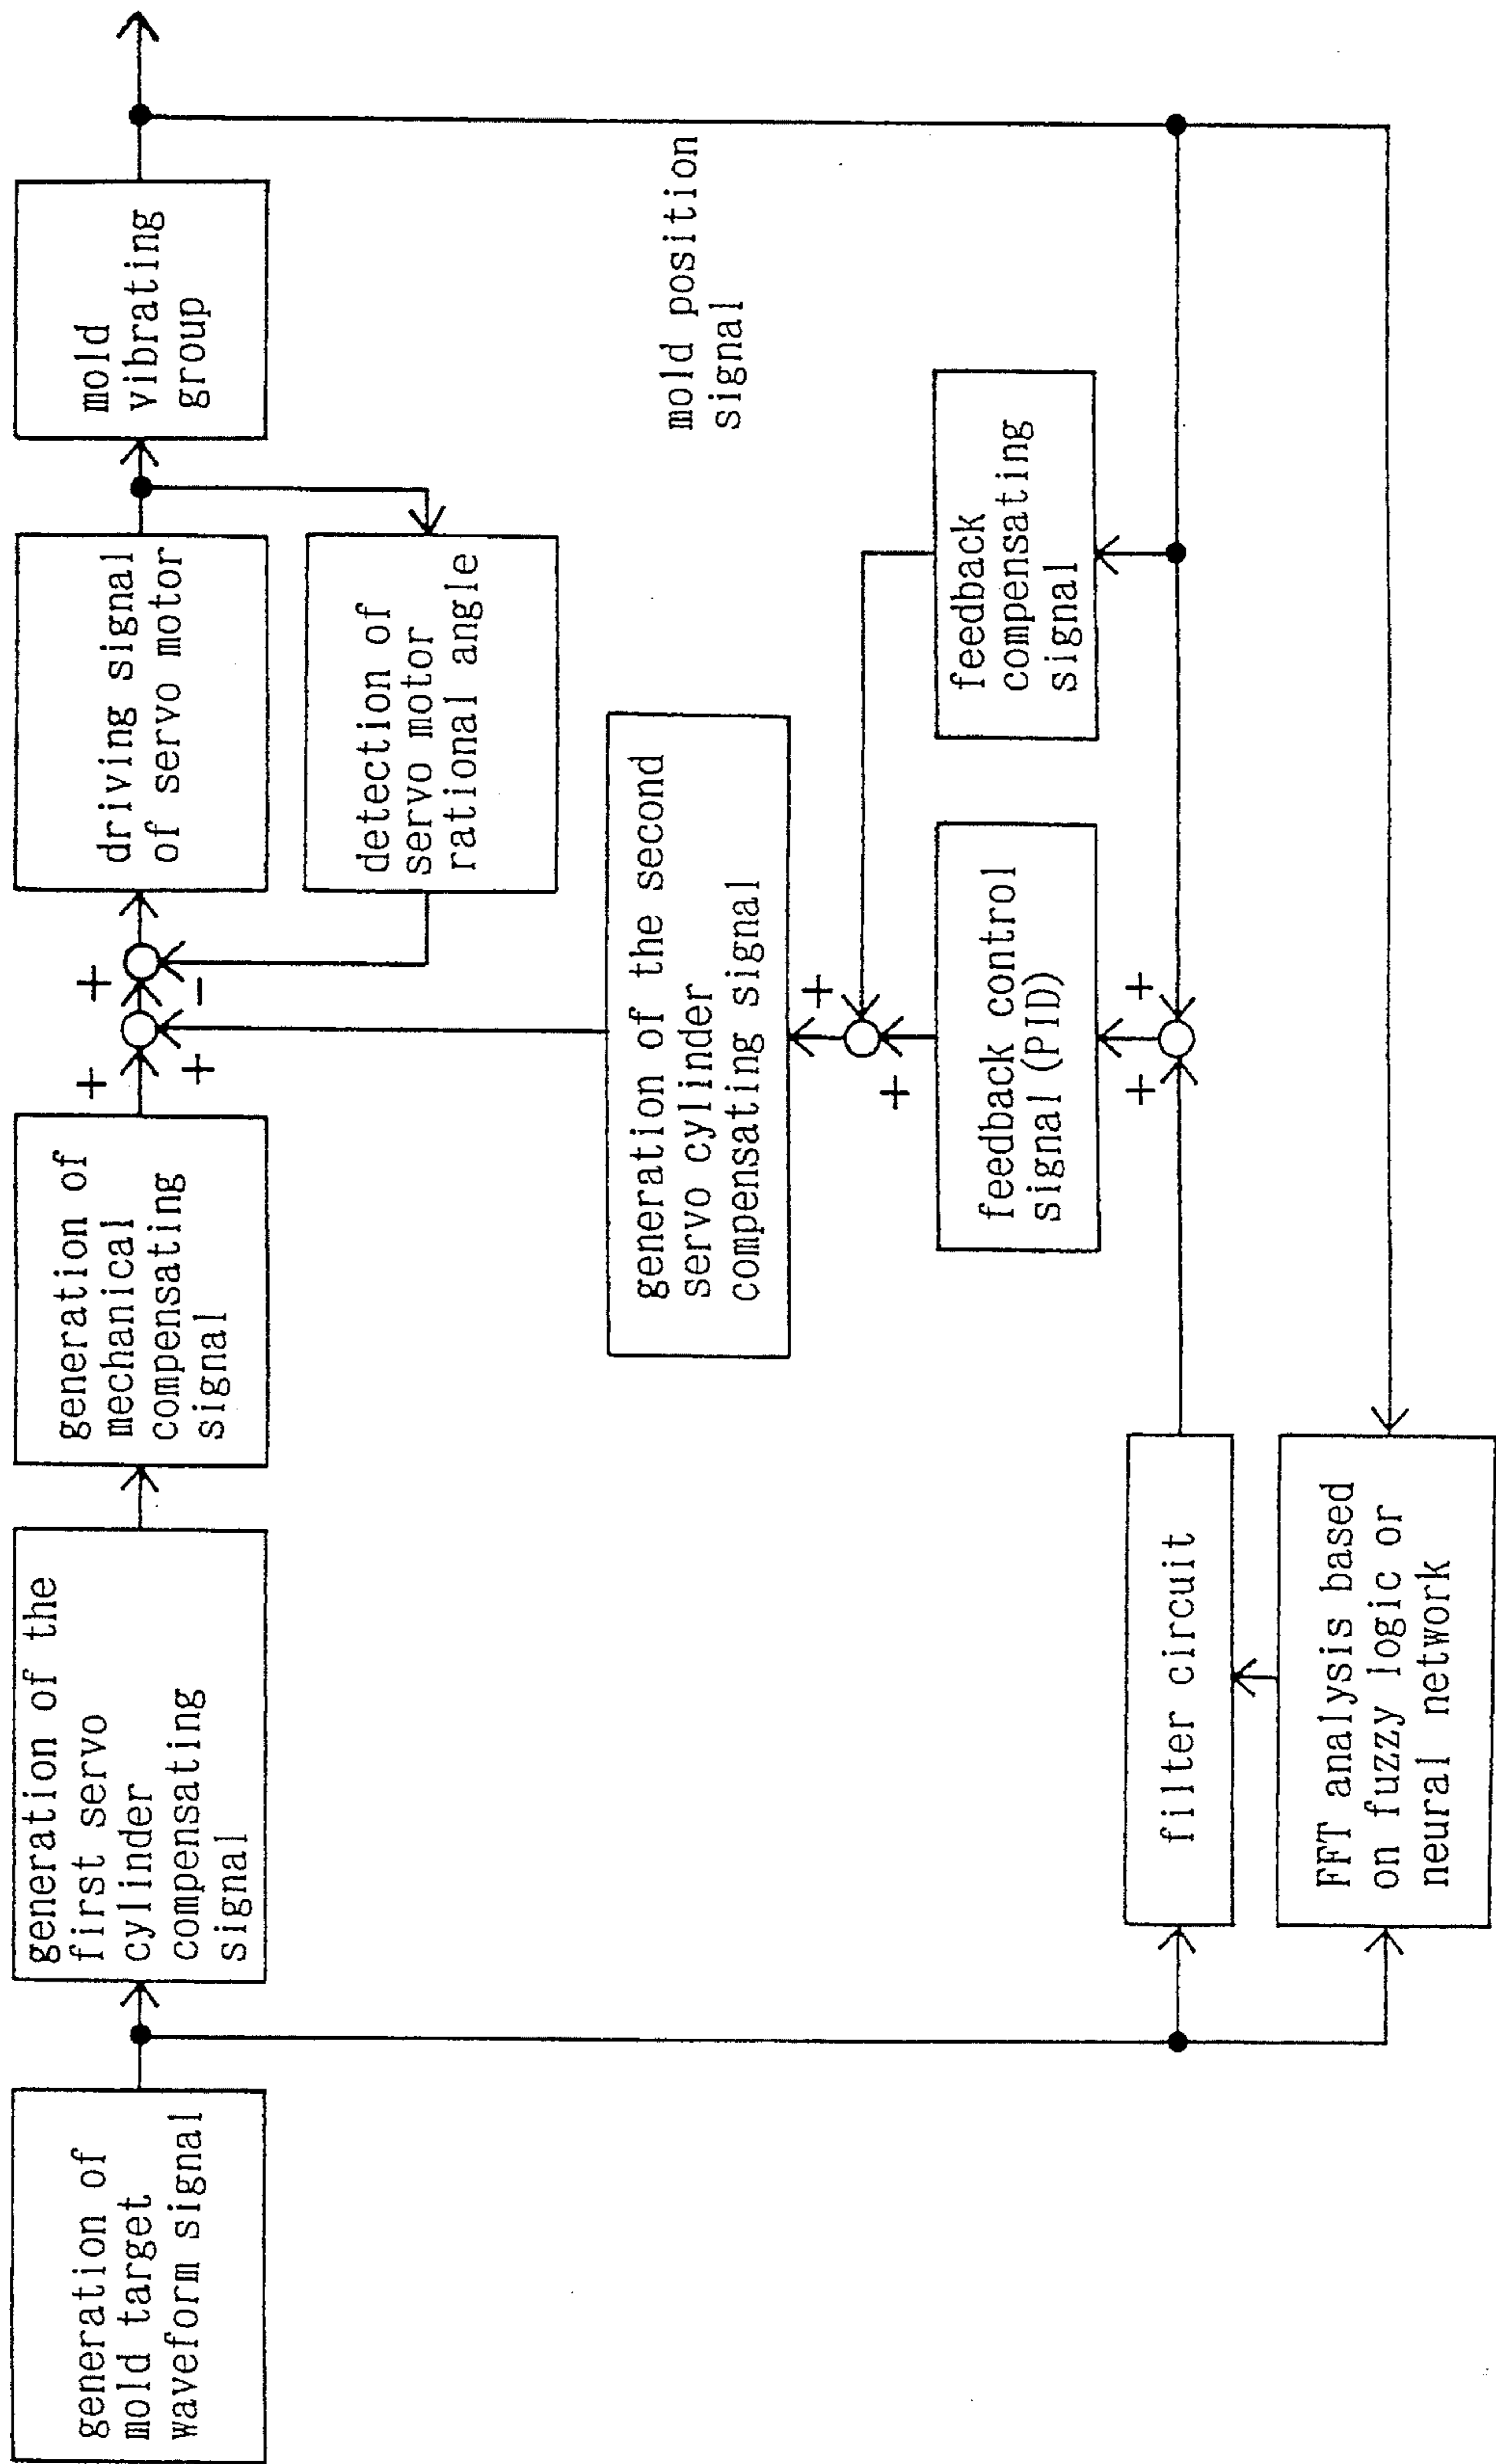 generation of
mold target
waveform signal
generation of the
first servo
cylinder
compensating
signal
generation of
mechanical
compensating
signal
+
+
+
-
driving signal
of servo motor
mold
vibrating
group
detection of
servo motor
rational angle
mold position
signal
generation of the second
servo cylinder
compensating signal
+
+
feedback control
signal (PID)
feedback
compensating
signal
+
+
filter circuit
FFT analysis based
on fuzzy logic or
neural network